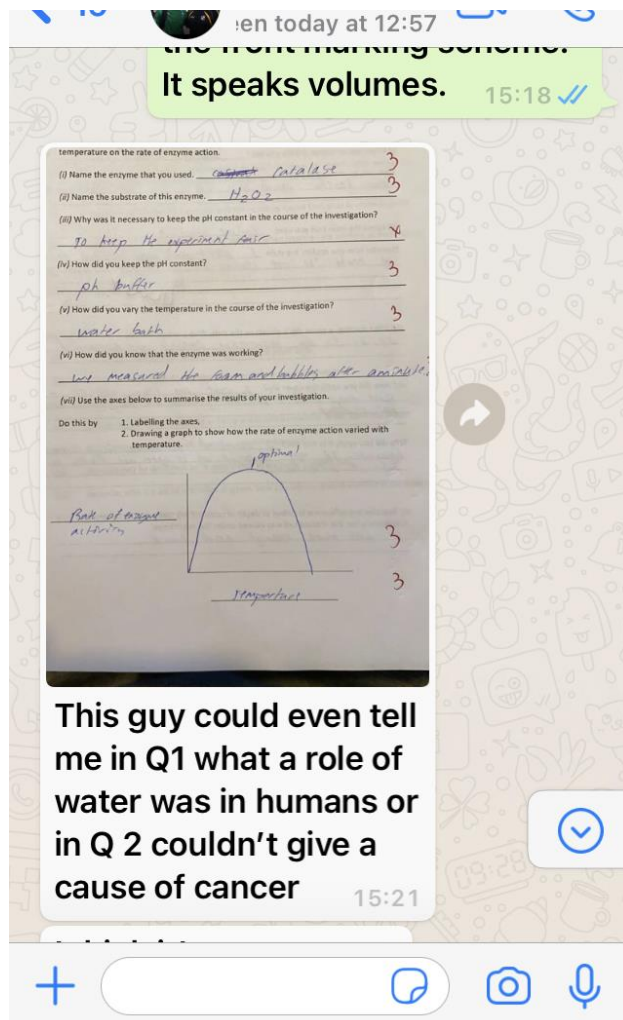 een today at 12:57
the front marking scheme.
It speaks volumes. 15:18
temperature on the rate of enzyme action.
(i) Name the enzyme that you used. Catalase 3
(ii) Name the substrate of this enzyme. H2O2 3
(iii) Why was it necessary to keep the pH constant in the course of the investigation?
To keep the experiment fair x
(iv) How did you keep the pH constant? 3
ph buffer
(v) How did you vary the temperature in the course of the investigation? 3
water bath
(vi) How did you know that the enzyme was working?
we measured the foam and bubbles after
(vii) Use the axes below to summarise the results of your investigation.
Do this by 1. Labelling the axes,
2. Drawing a graph to show how the rate of enzyme action varied with
temperature.
optimal
Rate of enzyme
activity
3
3
Temperture
This guy could even tell
me in Q1 what a role of
water was in humans or
in Q 2 couldn't give a
cause of cancer 15:21